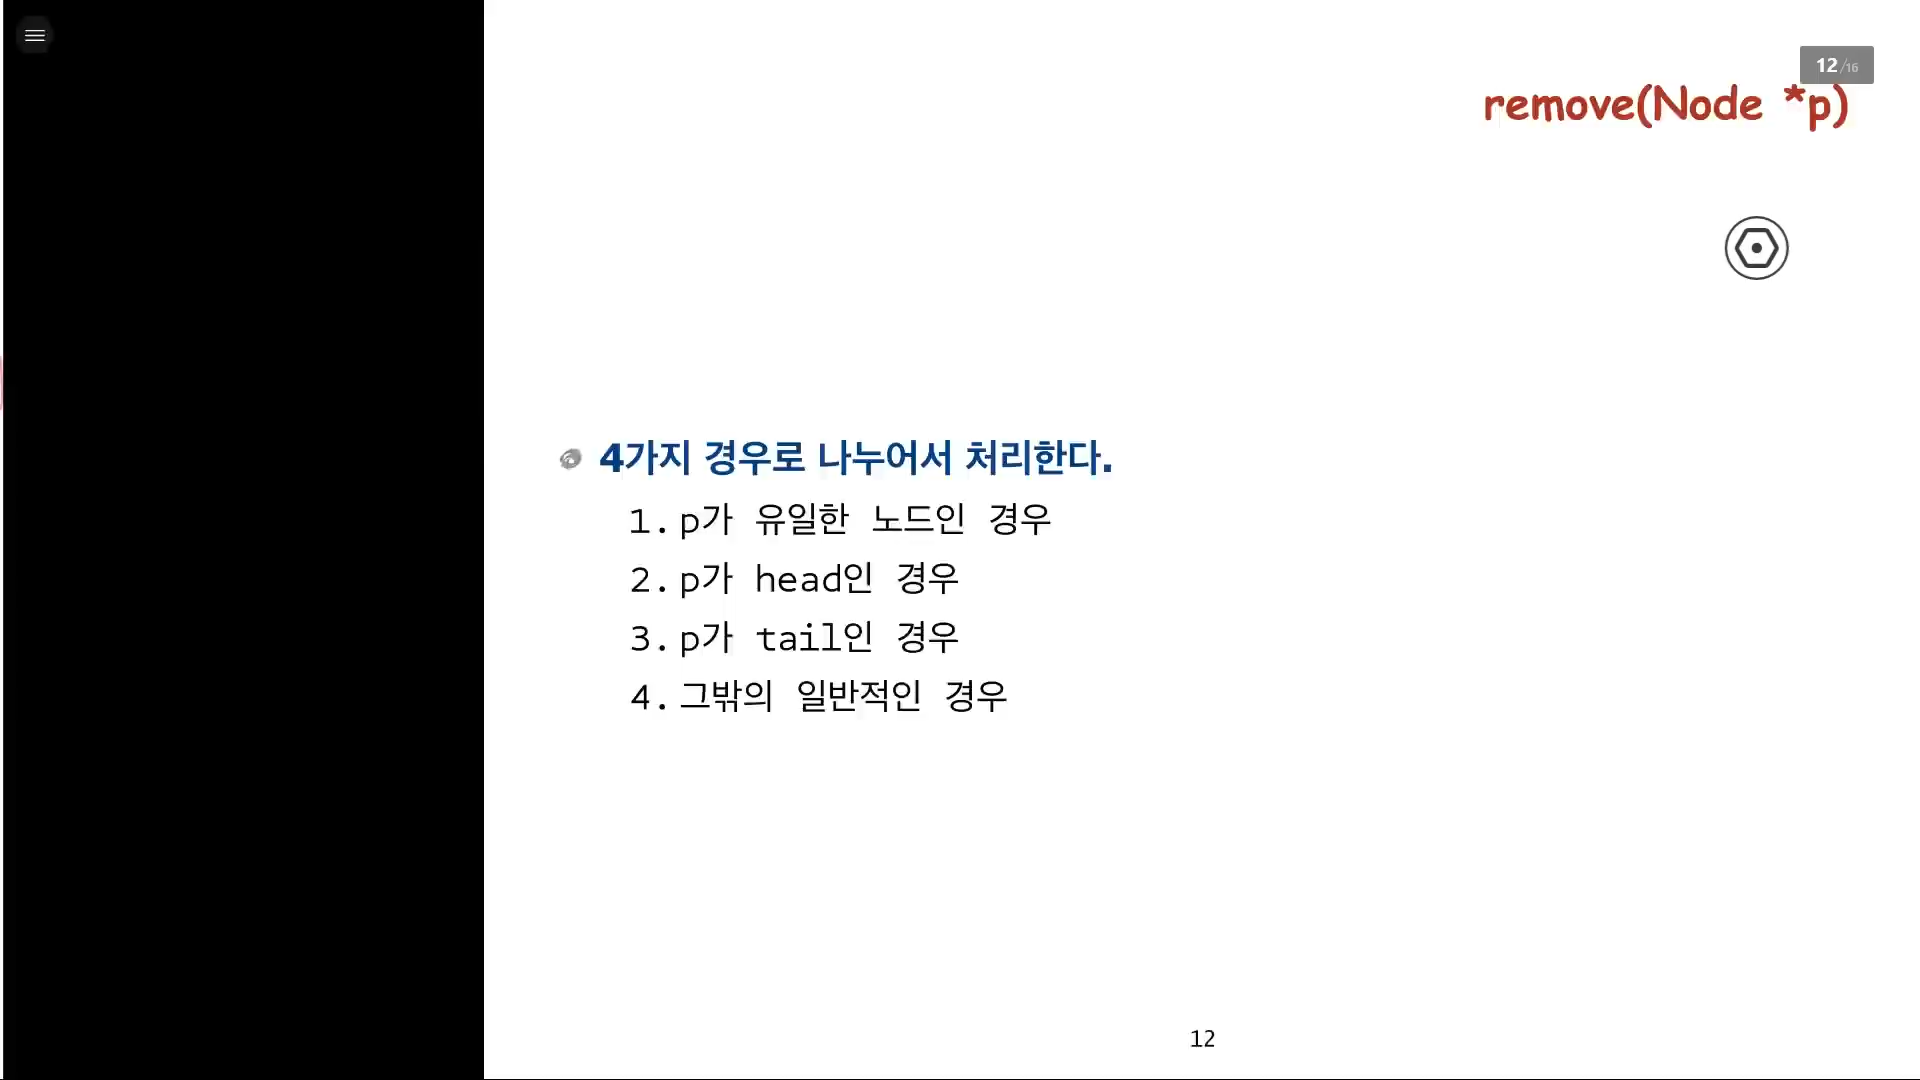 12/16
remove(Node *p)
4가지 경우로 나누어서 처리한다.
1. p가 유일한 노드인 경우
2. p가 head인 경우
3. p가 tail인 경우
4. 그밖의 일반적인 경우
12